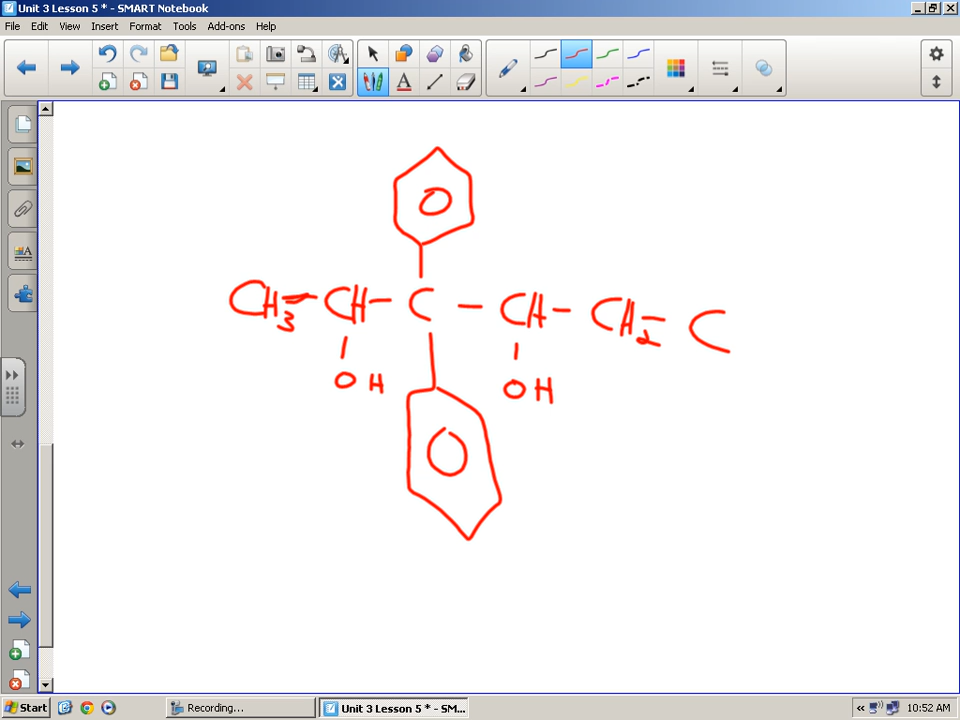 Unit 3 Lesson 5 * - SMART Notebook
File Edit View Insert Format Tools Add-ons Help
CH3 - CH - C - CH - CH2 - C
OH OH
Start Recording... Unit 3 Lesson 5 * - SM... 10:52 AM